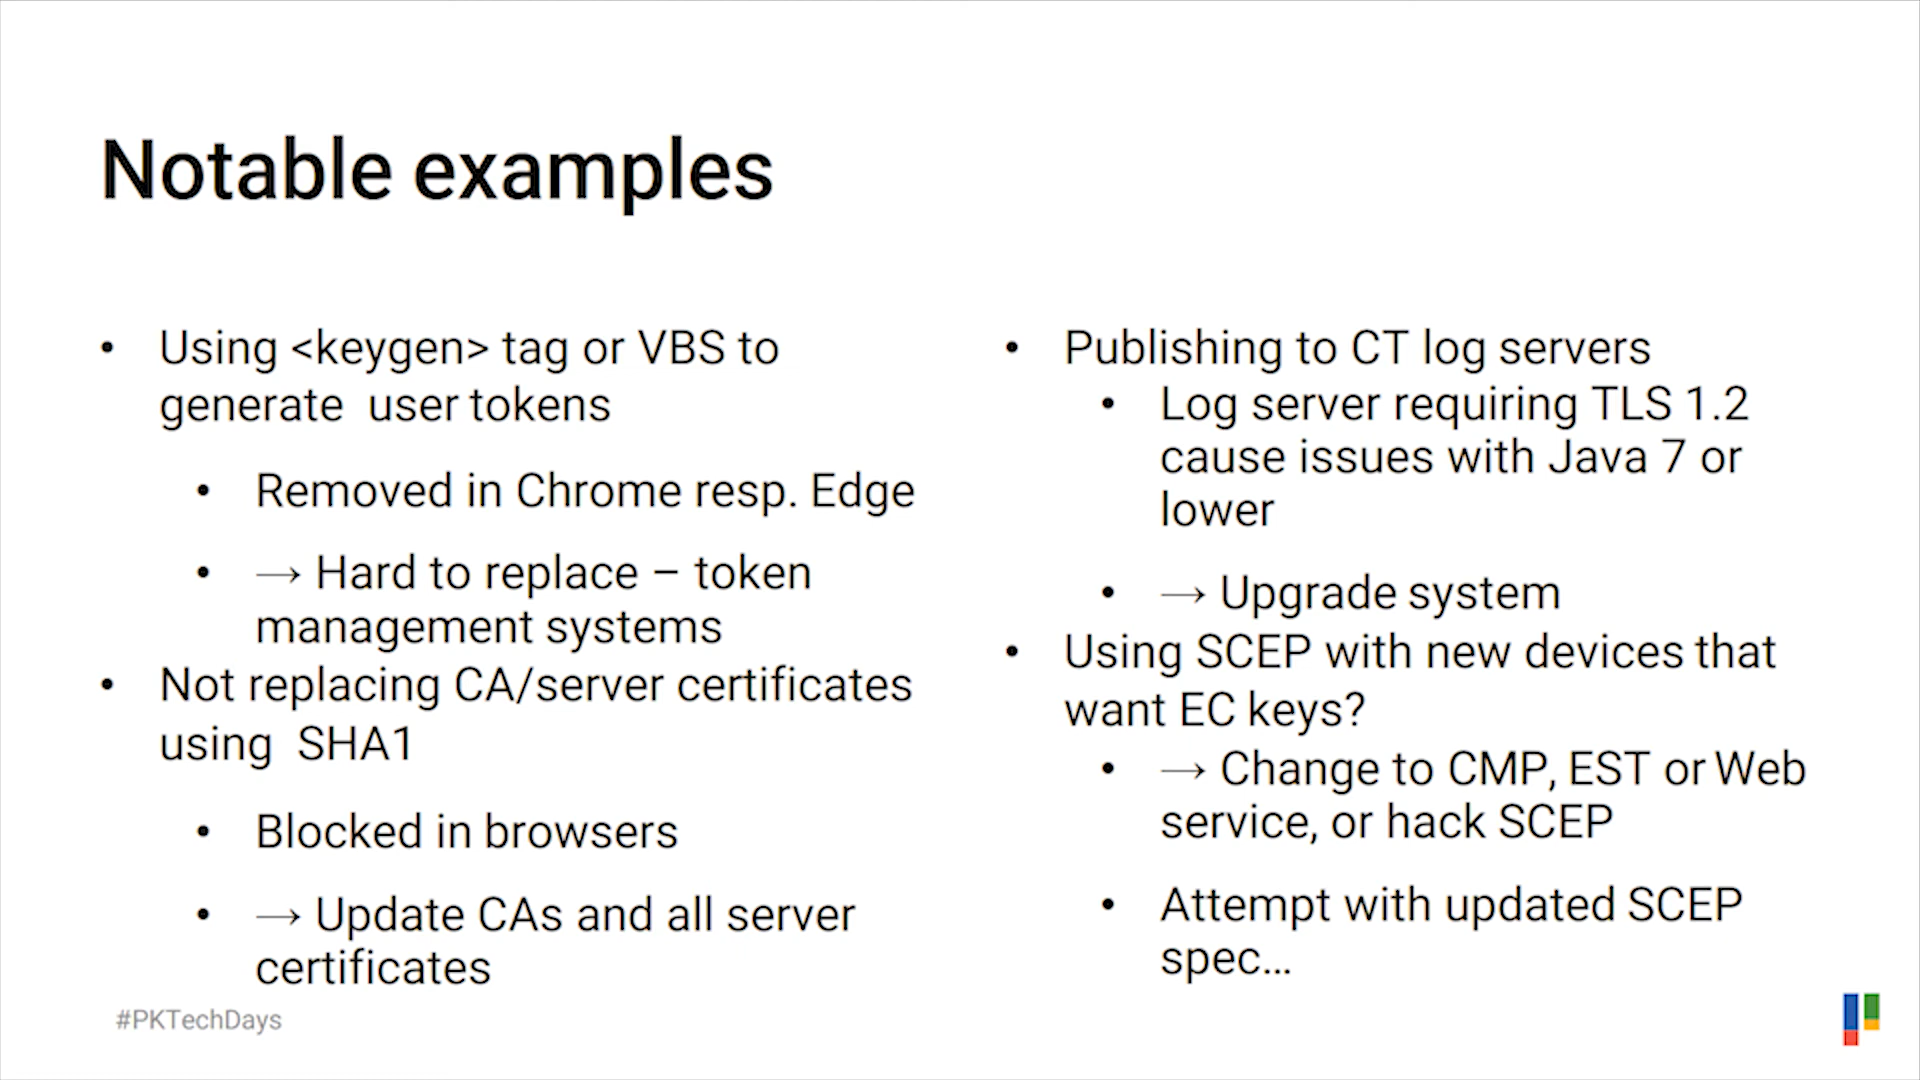 Notable examples
• Using <keygen> tag or VBS to
generate  user tokens
• Removed in Chrome resp. Edge
• → Hard to replace – token
management systems
• Not replacing CA/server certificates
using  SHA1
• Blocked in browsers
• → Update CAs and all server
certificates
• Publishing to CT log servers
• Log server requiring TLS 1.2
cause issues with Java 7 or
lower
• → Upgrade system
• Using SCEP with new devices that
want EC keys?
• → Change to CMP, EST or Web
service, or hack SCEP
• Attempt with updated SCEP
spec...
#PKTechDays